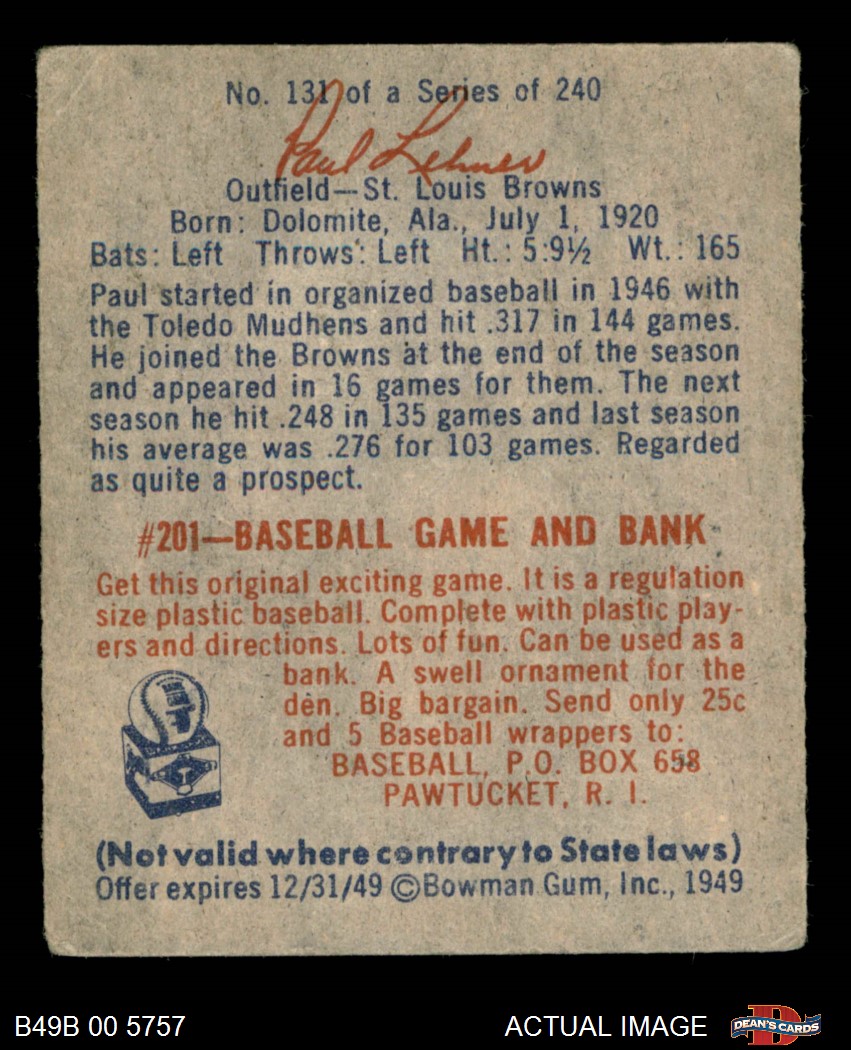 No. 131 of a Series of 240
Paul Lehner
Outfield—St. Louis Browns
Born: Dolomite, Ala., July 1, 1920
Bats: Left Throws: Left Ht.: 5:9½ Wt.: 165
Paul started in organized baseball in 1946 with
the Toledo Mudhens and hit .317 in 144 games.
He joined the Browns at the end of the season
and appeared in 16 games for them. The next
season he hit .248 in 135 games and last season
his average was .276 for 103 games. Regarded
as quite a prospect.
#201—BASEBALL GAME AND BANK
Get this original exciting game. It is a regulation
size plastic baseball. Complete with plastic play-
ers and directions. Lots of fun. Can be used as a
bank. A swell ornament for the
den. Big bargain. Send only 25c
and 5 Baseball wrappers to:
BASEBALL, P.O. BOX 658
PAWTUCKET, R. I.
(Not valid where contrary to State laws)
Offer expires 12/31/49 ©Bowman Gum, Inc., 1949
B49B 00 5757
ACTUAL IMAGE
DEAN'S CARDS